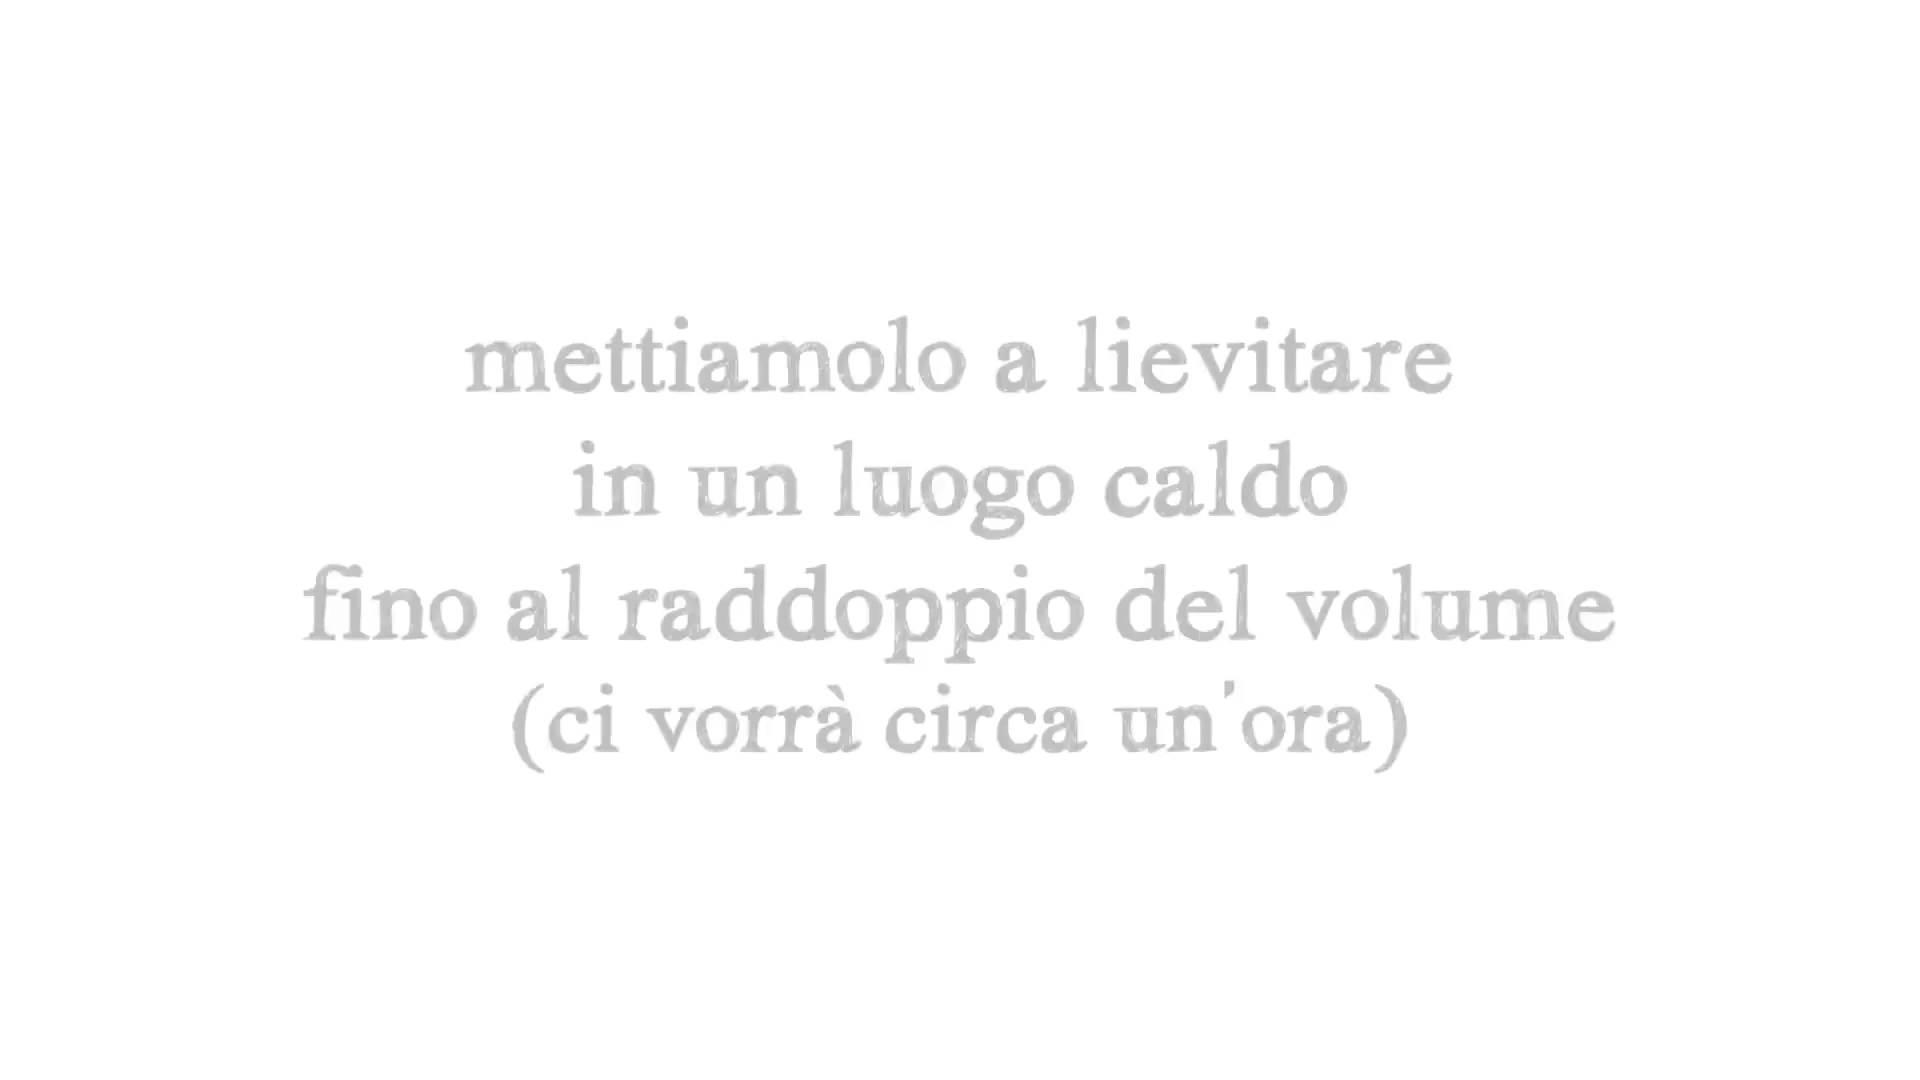 mettiamolo a lievitare
in un luogo caldo
fino al raddoppio del volume
(ci vorrà circa un'ora)